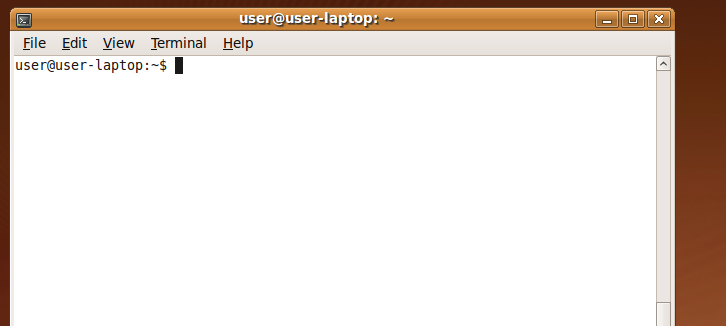 user@user-laptop: ~
File Edit View Terminal Help
user@user-laptop:~$